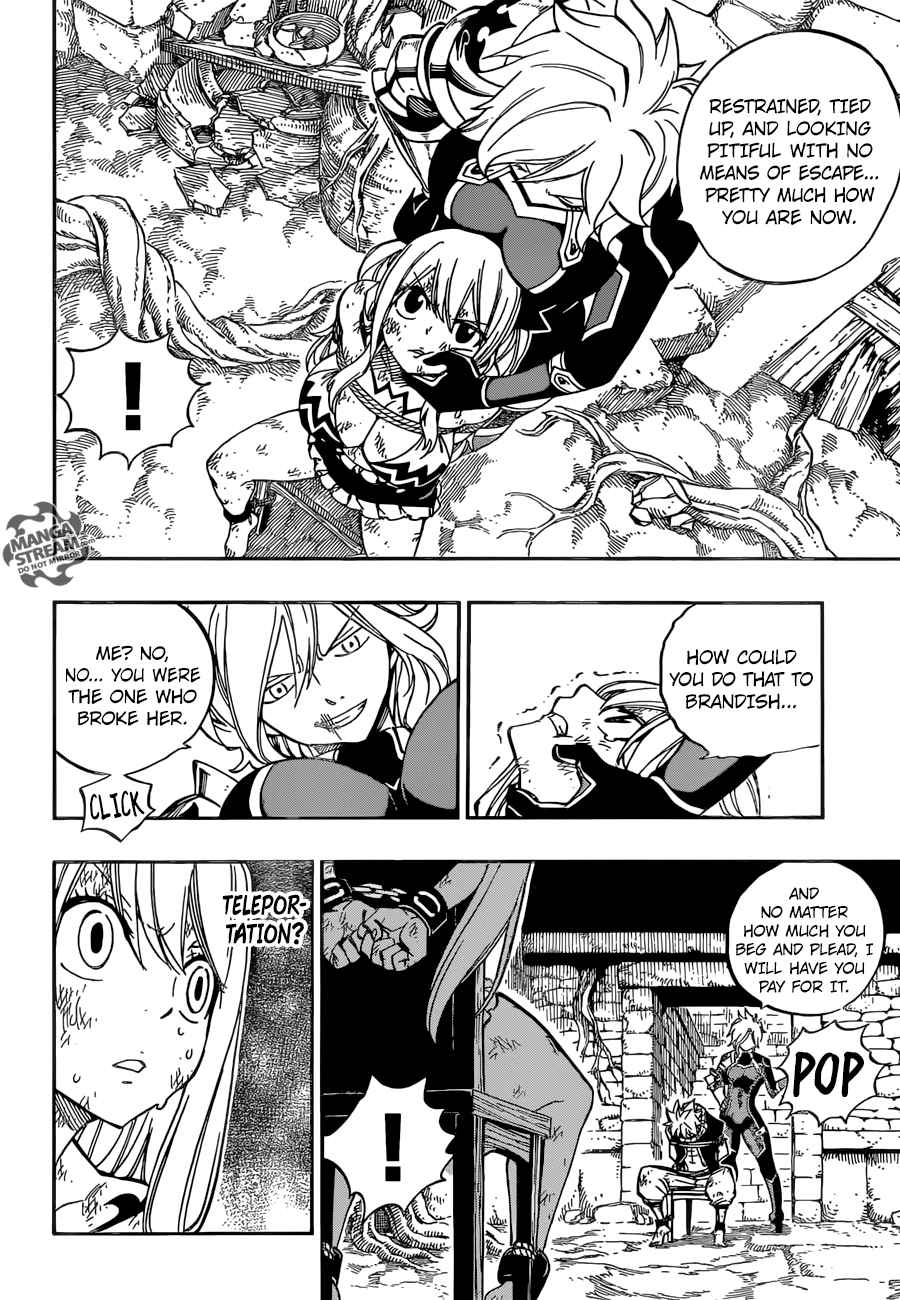 RESTRAINED, TIED
UP, AND LOOKING
PITIFUL WITH NO
MEANS OF ESCAPE...
PRETTY MUCH HOW
YOU ARE NOW.
!
MANGA
STREAM.com
DO NOT MIRROR
HOW COULD
YOU DO THAT TO
BRANDISH...
ME? NO,
NO... YOU WERE
THE ONE WHO
BROKE HER.
CLICK
AND
NO MATTER
HOW MUCH YOU
BEG AND PLEAD, I
WILL HAVE YOU
PAY FOR IT.
POP
!
TELEPOR-
TATION?